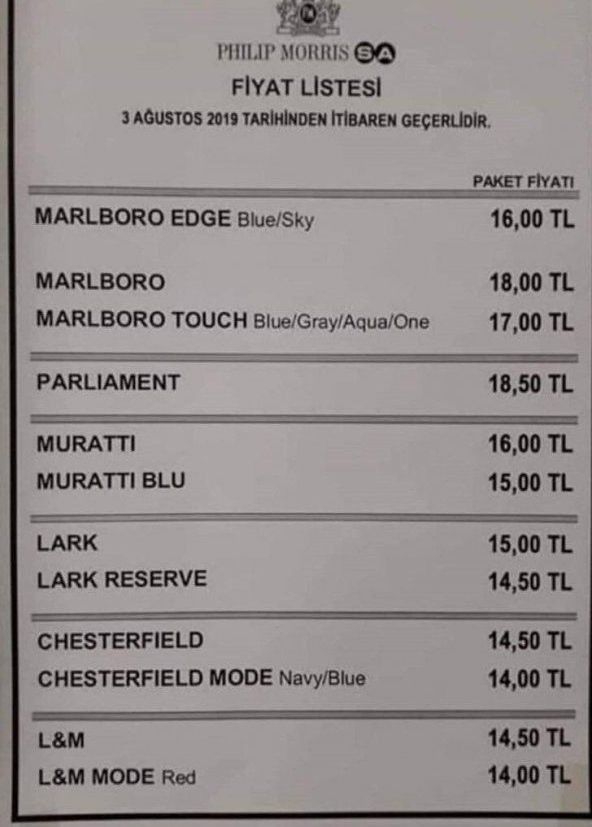 PHILIP MORRIS SA
FİYAT LİSTESİ
3 AĞUSTOS 2019 TARİHİNDEN İTİBAREN GEÇERLİDİR.
PAKET FİYATI
MARLBORO EDGE Blue/Sky 16,00 TL
MARLBORO 18,00 TL
MARLBORO TOUCH Blue/Gray/Aqua/One 17,00 TL
PARLIAMENT 18,50 TL
MURATTI 16,00 TL
MURATTI BLU 15,00 TL
LARK 15,00 TL
LARK RESERVE 14,50 TL
CHESTERFIELD 14,50 TL
CHESTERFIELD MODE Navy/Blue 14,00 TL
L&M 14,50 TL
L&M MODE Red 14,00 TL